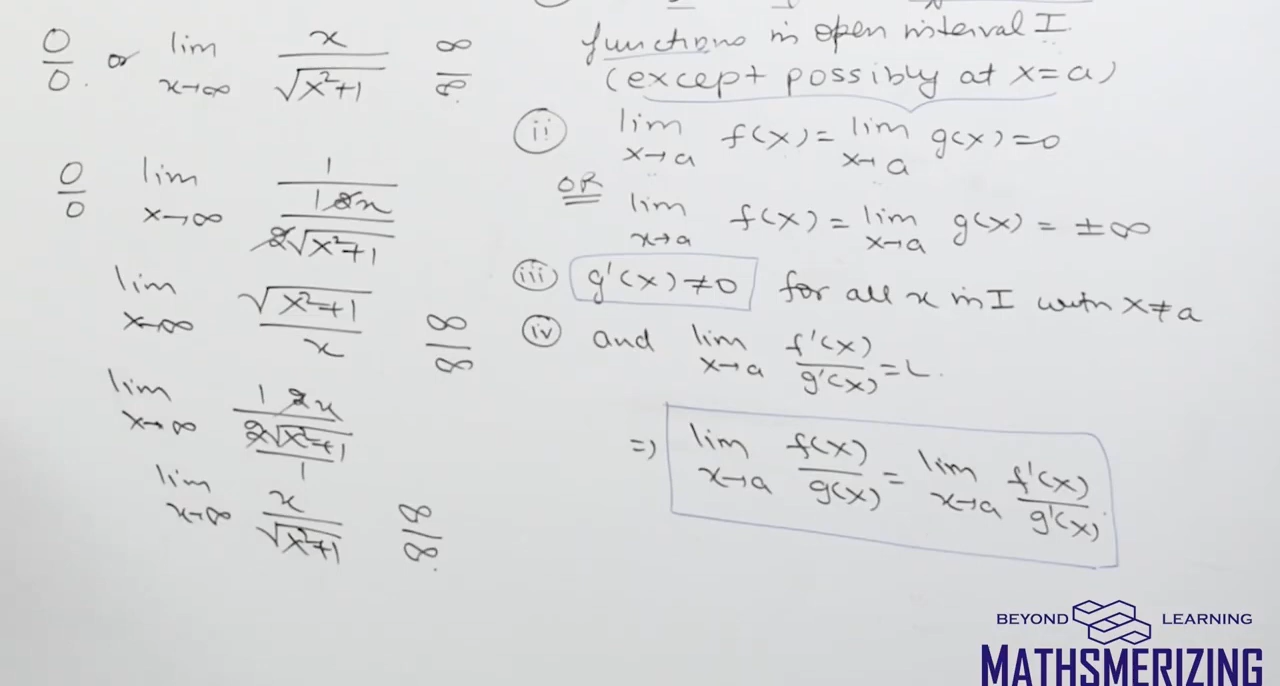 0/0 or lim x→∞ x/√(x²+1) ∞/∞
0/0 lim x→∞ 1/((1 2x)/(2√(x²+1)))
lim x→∞ √(x²+1)/x ∞/∞
lim x→∞ ((1 2x)/(2√(x²+1)))/1
lim x→∞ x/√(x²+1) ∞/∞
functions in open interval I
(except possibly at x=a)
(ii) lim x→a f(x) = lim x→a g(x) = 0
OR
lim x→a f(x) = lim x→a g(x) = ±∞
(iii) g'(x) ≠ 0 for all x in I with x≠a
(iv) and lim x→a f'(x)/g'(x) = L
⇒ lim x→a f(x)/g(x) = lim x→a f'(x)/g'(x)
BEYOND LEARNING
MATHSMERIZING